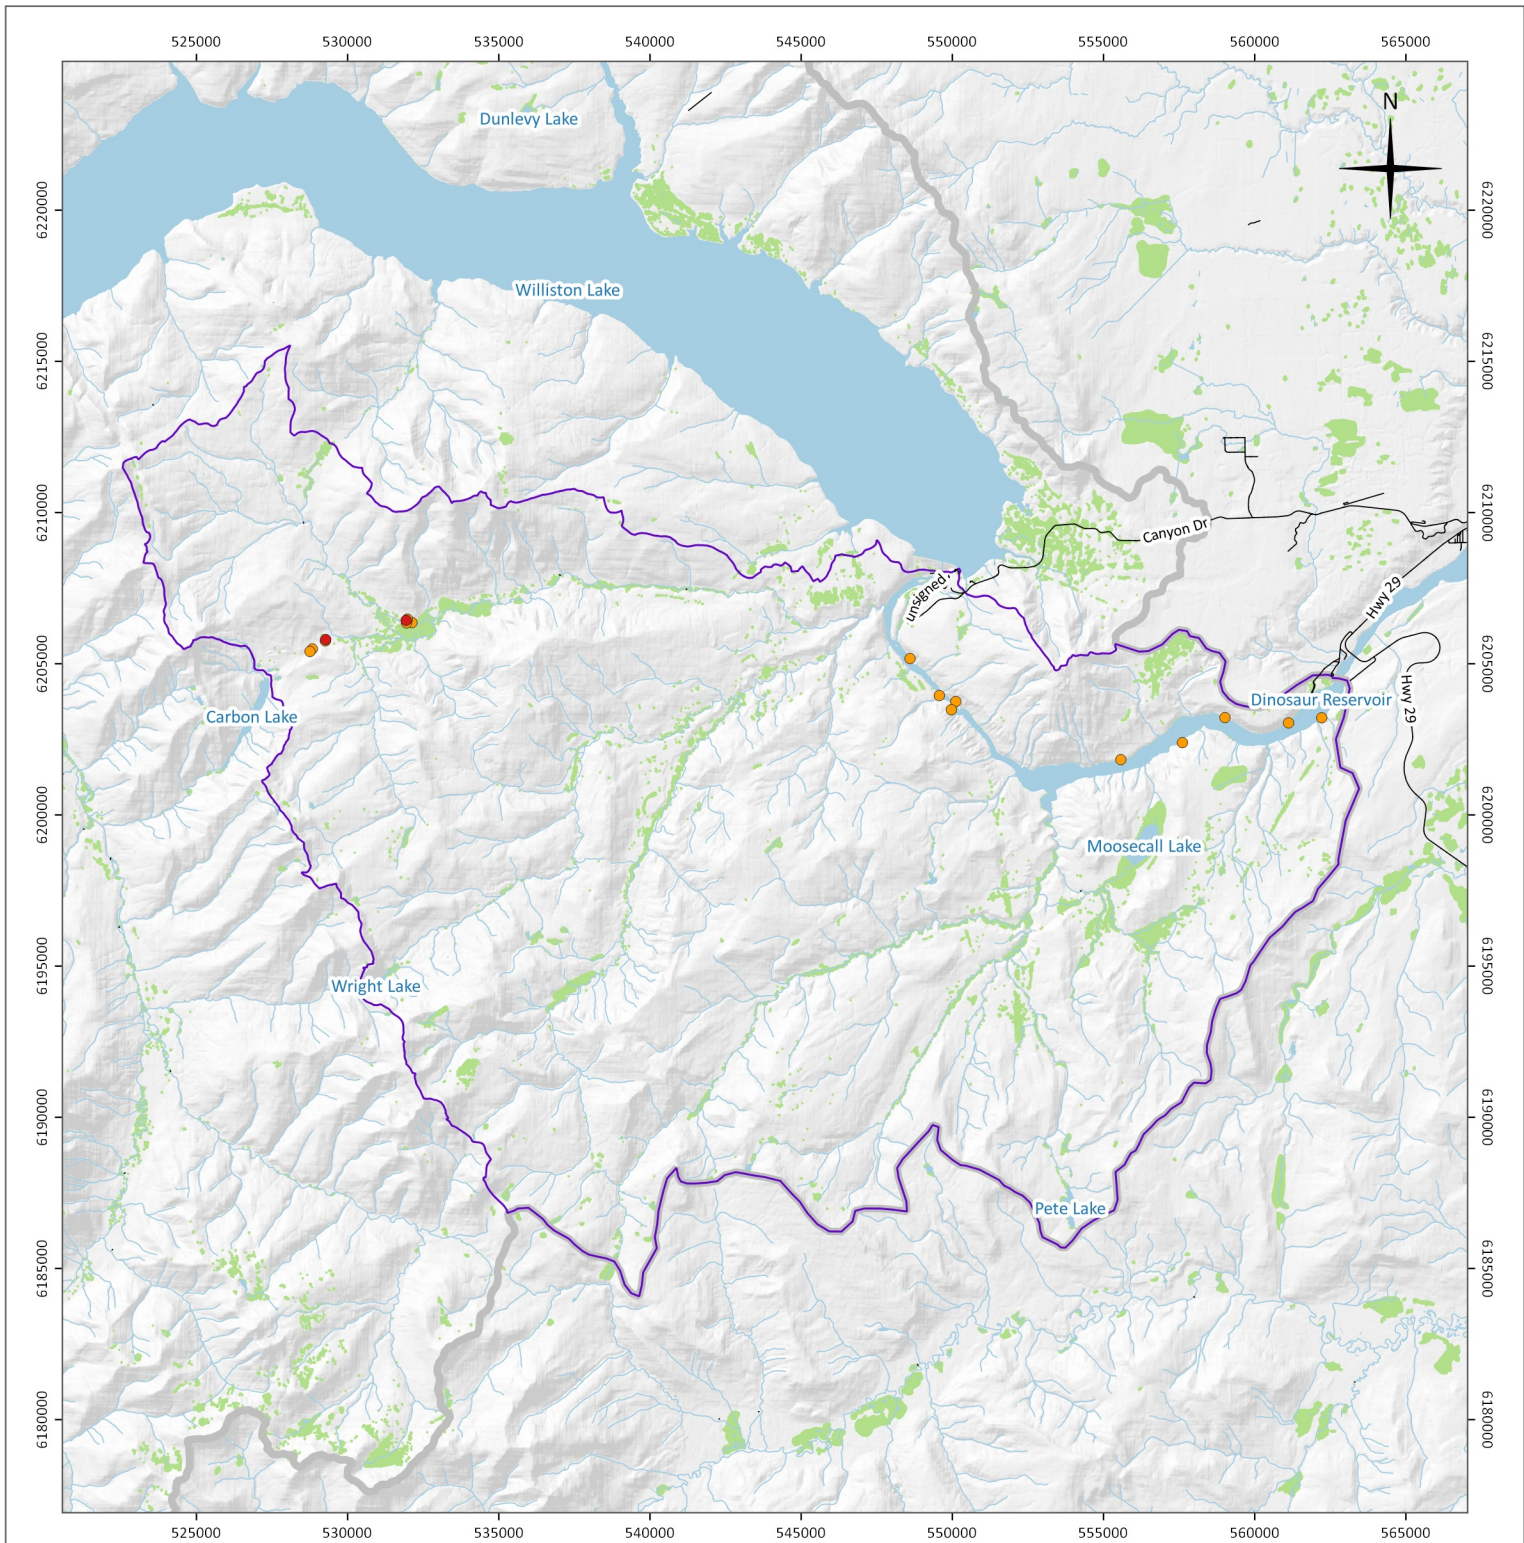 525000 530000 535000 540000 545000 550000 555000 560000 565000
N
Dunlevy Lake
6220000
6220000
Williston Lake
6215000
6215000
6210000
6210000
Canyon Dr
unsigned
Hwy 29
6205000
6205000
Carbon Lake
Dinosaur Reservoir
Hwy 29
6200000
6200000
Moosecall Lake
6195000
6195000
Wright Lake
6190000
6190000
Pete Lake
6185000
6185000
6180000
6180000
525000 530000 535000 540000 545000 550000 555000 560000 565000